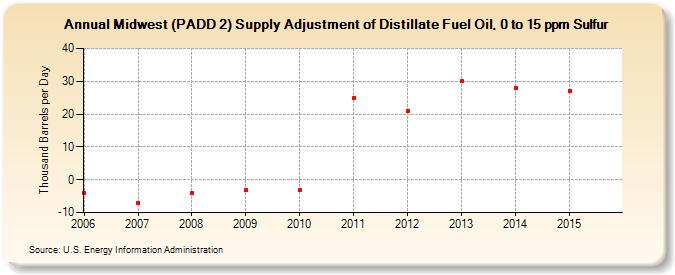 Annual Midwest (PADD 2) Supply Adjustment of Distillate Fuel Oil, 0 to 15 ppm Sulfur
Thousand Barrels per Day
40
30
20
10
0
-10
2006 2007 2008 2009 2010 2011 2012 2013 2014 2015
Source: U.S. Energy Information Administration